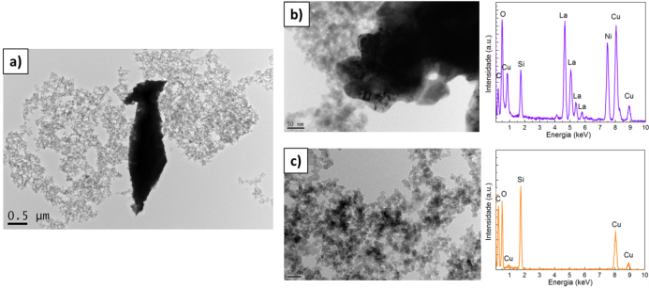 a)
0.5 µm
b)
50 nm
Intensidade (a.u.)
O
Cu
C
Si
La
La
La
La
Ni
Cu
Cu
1 2 3 4 5 6 7 8 9 10
Energia (keV)
c)
Intensidade (a.u.)
C
O
Cu
Si
Cu
Cu
1 2 3 4 5 6 7 8 9 10
Energia (keV)